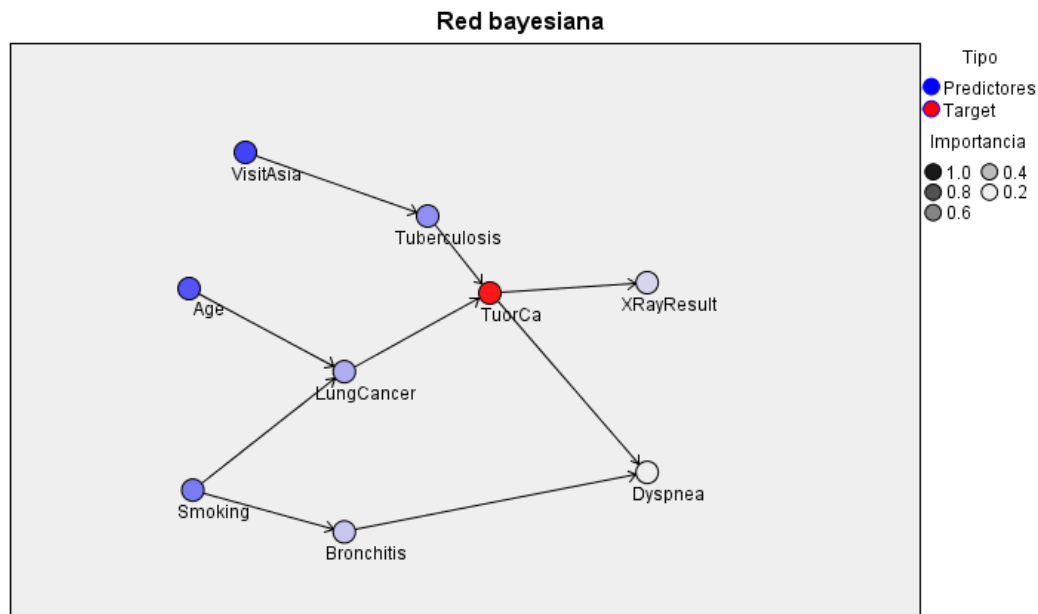 Red bayesiana
Tipo
Predictores
Target
Importancia
1.0 0.4
0.8 0.2
0.6
VisitAsia
Tuberculosis
Age
TuorCa
XRayResult
LungCancer
Smoking
Dyspnea
Bronchitis